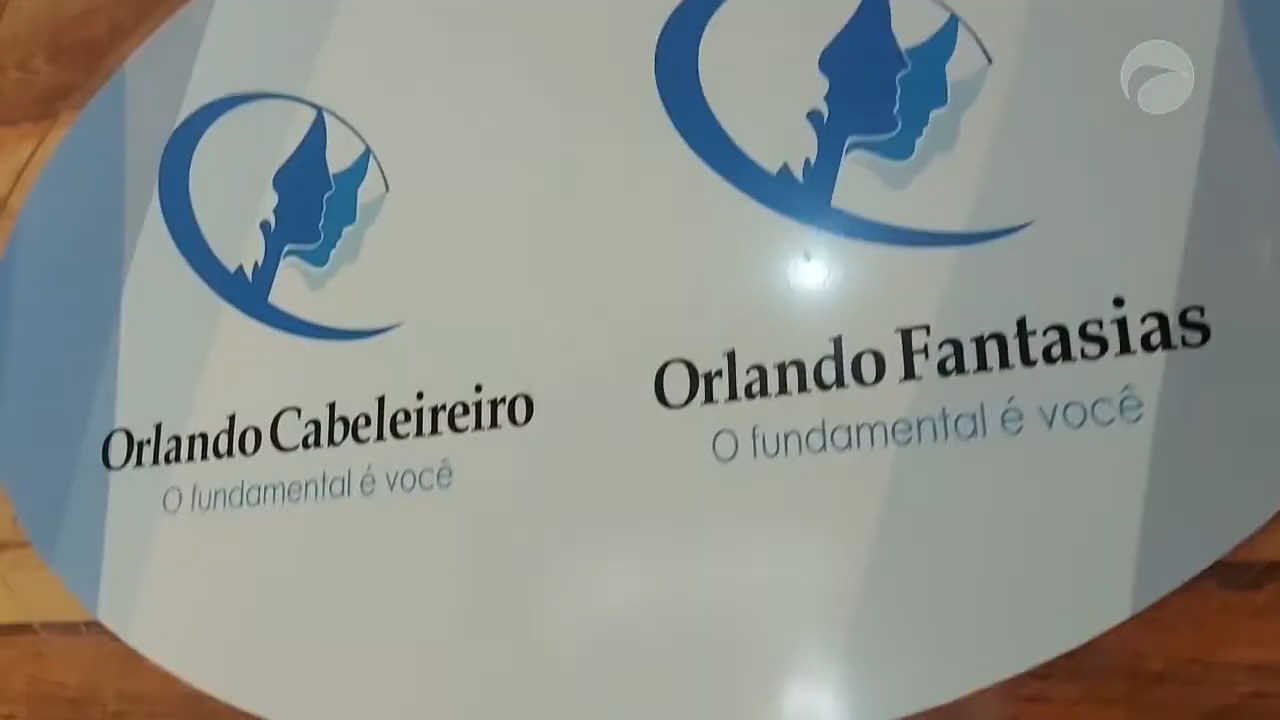 Orlando Cabeleireiro
O fundamental é você
Orlando Fantasias
O fundamental é você